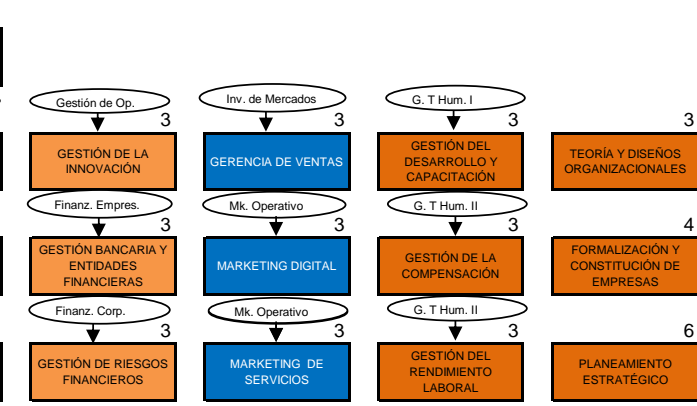 Gestión de Op.
Inv. de Mercados
G. T Hum. I
3
3
3
3
GESTIÓN DE LA
INNOVACIÓN
GERENCIA DE VENTAS
GESTIÓN DEL
DESARROLLO Y
CAPACITACIÓN
TEORÍA Y DISEÑOS
ORGANIZACIONALES
Finanz. Empres.
Mk. Operativo
G. T Hum. II
3
3
3
4
GESTIÓN BANCARIA Y
ENTIDADES
FINANCIERAS
MARKETING DIGITAL
GESTIÓN DE LA
COMPENSACIÓN
FORMALIZACIÓN Y
CONSTITUCIÓN DE
EMPRESAS
Finanz. Corp.
Mk. Operativo
G. T Hum. II
3
3
3
6
GESTIÓN DE RIESGOS
FINANCIEROS
MARKETING DE
SERVICIOS
GESTIÓN DEL
RENDIMIENTO
LABORAL
PLANEAMIENTO
ESTRATÉGICO